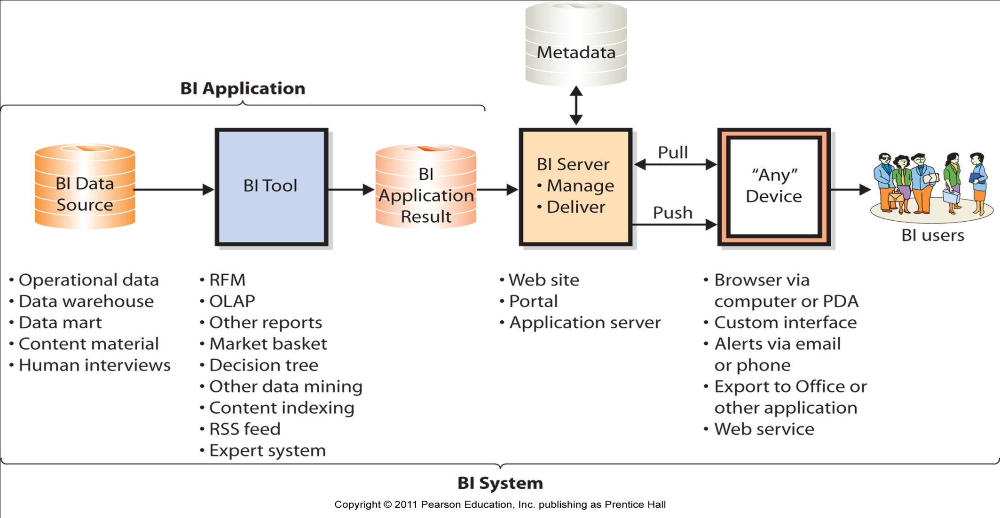 Metadata
BI Application
BI Data
Source
BI Tool
BI
Application
Result
BI Server
• Manage
• Deliver
Pull
Push
“Any”
Device
BI users
• Operational data
• Data warehouse
• Data mart
• Content material
• Human interviews
• RFM
• OLAP
• Other reports
• Market basket
• Decision tree
• Other data mining
• Content indexing
• RSS feed
• Expert system
• Web site
• Portal
• Application server
• Browser via
computer or PDA
• Custom interface
• Alerts via email
or phone
• Export to Office or
other application
• Web service
BI System
Copyright © 2011 Pearson Education, Inc. publishing as Prentice Hall